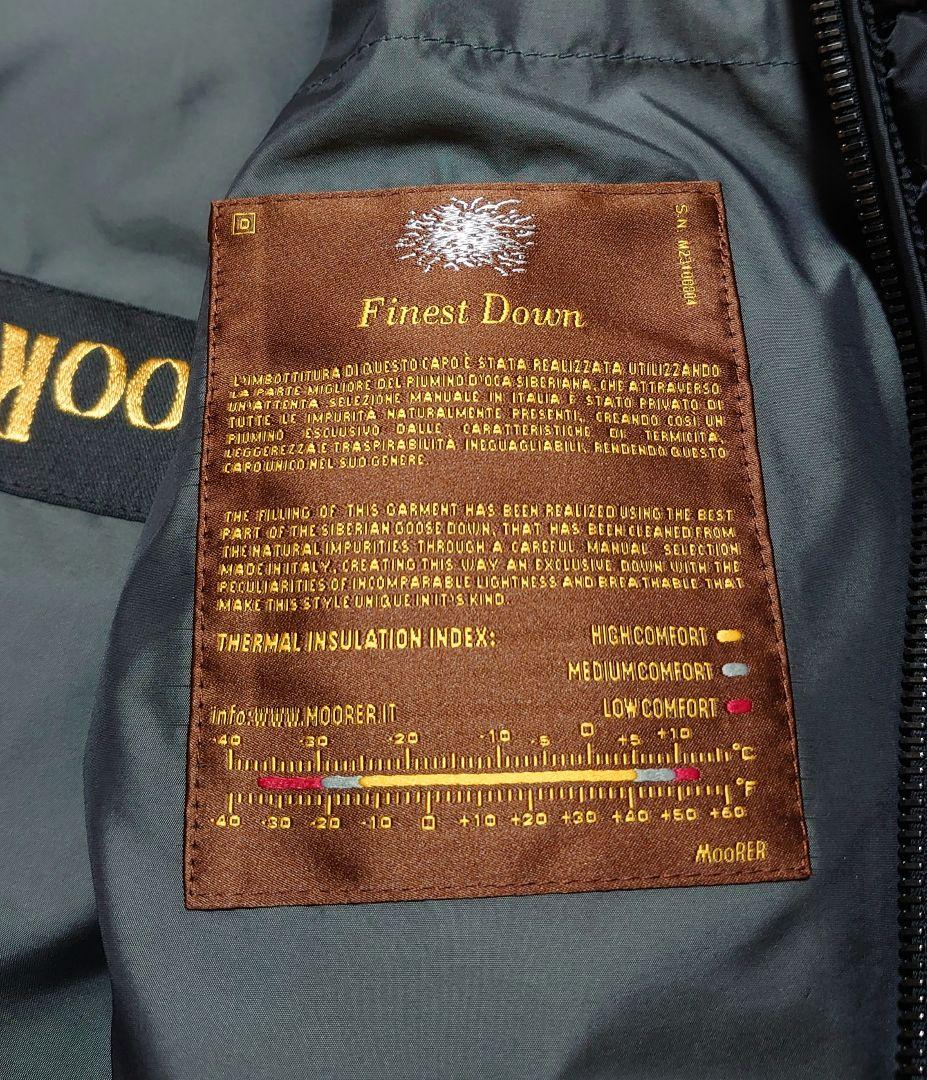 D
S.N. M231000004
Finest Down
L'IMBOTTITURA DI QUESTO CAPO È STATA REALIZZATA UTILIZZANDO
LA PARTE MIGLIORE DEL PIUMINO D'OCA SIBERIANA, CHE ATTRAVERSO
UN'ATTENTA SELEZIONE MANUALE IN ITALIA È STATO PRIVATO DI
TUTTE LE IMPURITÀ NATURALMENTE PRESENTI, CREANDO COSÌ UN
PIUMINO ESCLUSIVO DALLE CARATTERISTICHE DI TERMICITÀ,
LEGGEREZZA E TRASPIRABILITÀ INEGUAGLIABILI, RENDENDO QUESTO
CAPO UNICO NEL SUO GENERE.
THE FILLING OF THIS GARMENT HAS BEEN REALIZED USING THE BEST
PART OF THE SIBERIAN GOOSE DOWN, THAT HAS BEEN CLEANED FROM
THE NATURAL IMPURITIES THROUGH A CAREFUL MANUAL SELECTION
MADE IN ITALY, CREATING THIS WAY AN EXCLUSIVE DOWN WITH THE
PECULIARITIES OF INCOMPARABLE LIGHTNESS AND BREATHABLE THAT
MAKE THIS STYLE UNIQUE IN IT'S KIND.
THERMAL INSULATION INDEX: HIGH COMFORT
MEDIUM COMFORT
info: WWW.MOORER.IT LOW COMFORT
-40 -30 -20 -10 -5 0 +5 +10
°C
°F
-40 -30 -20 -10 0 +10 +20 +30 +40 +50 +60
MooRER